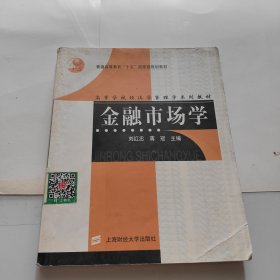 普通高等教育“十五”国家级规划教材
高等学校经济学管理学系列教材
金融市场学
刘红忠 蒋冠 主编
JINRONG SHICHANGXUE
上海财经大学出版社